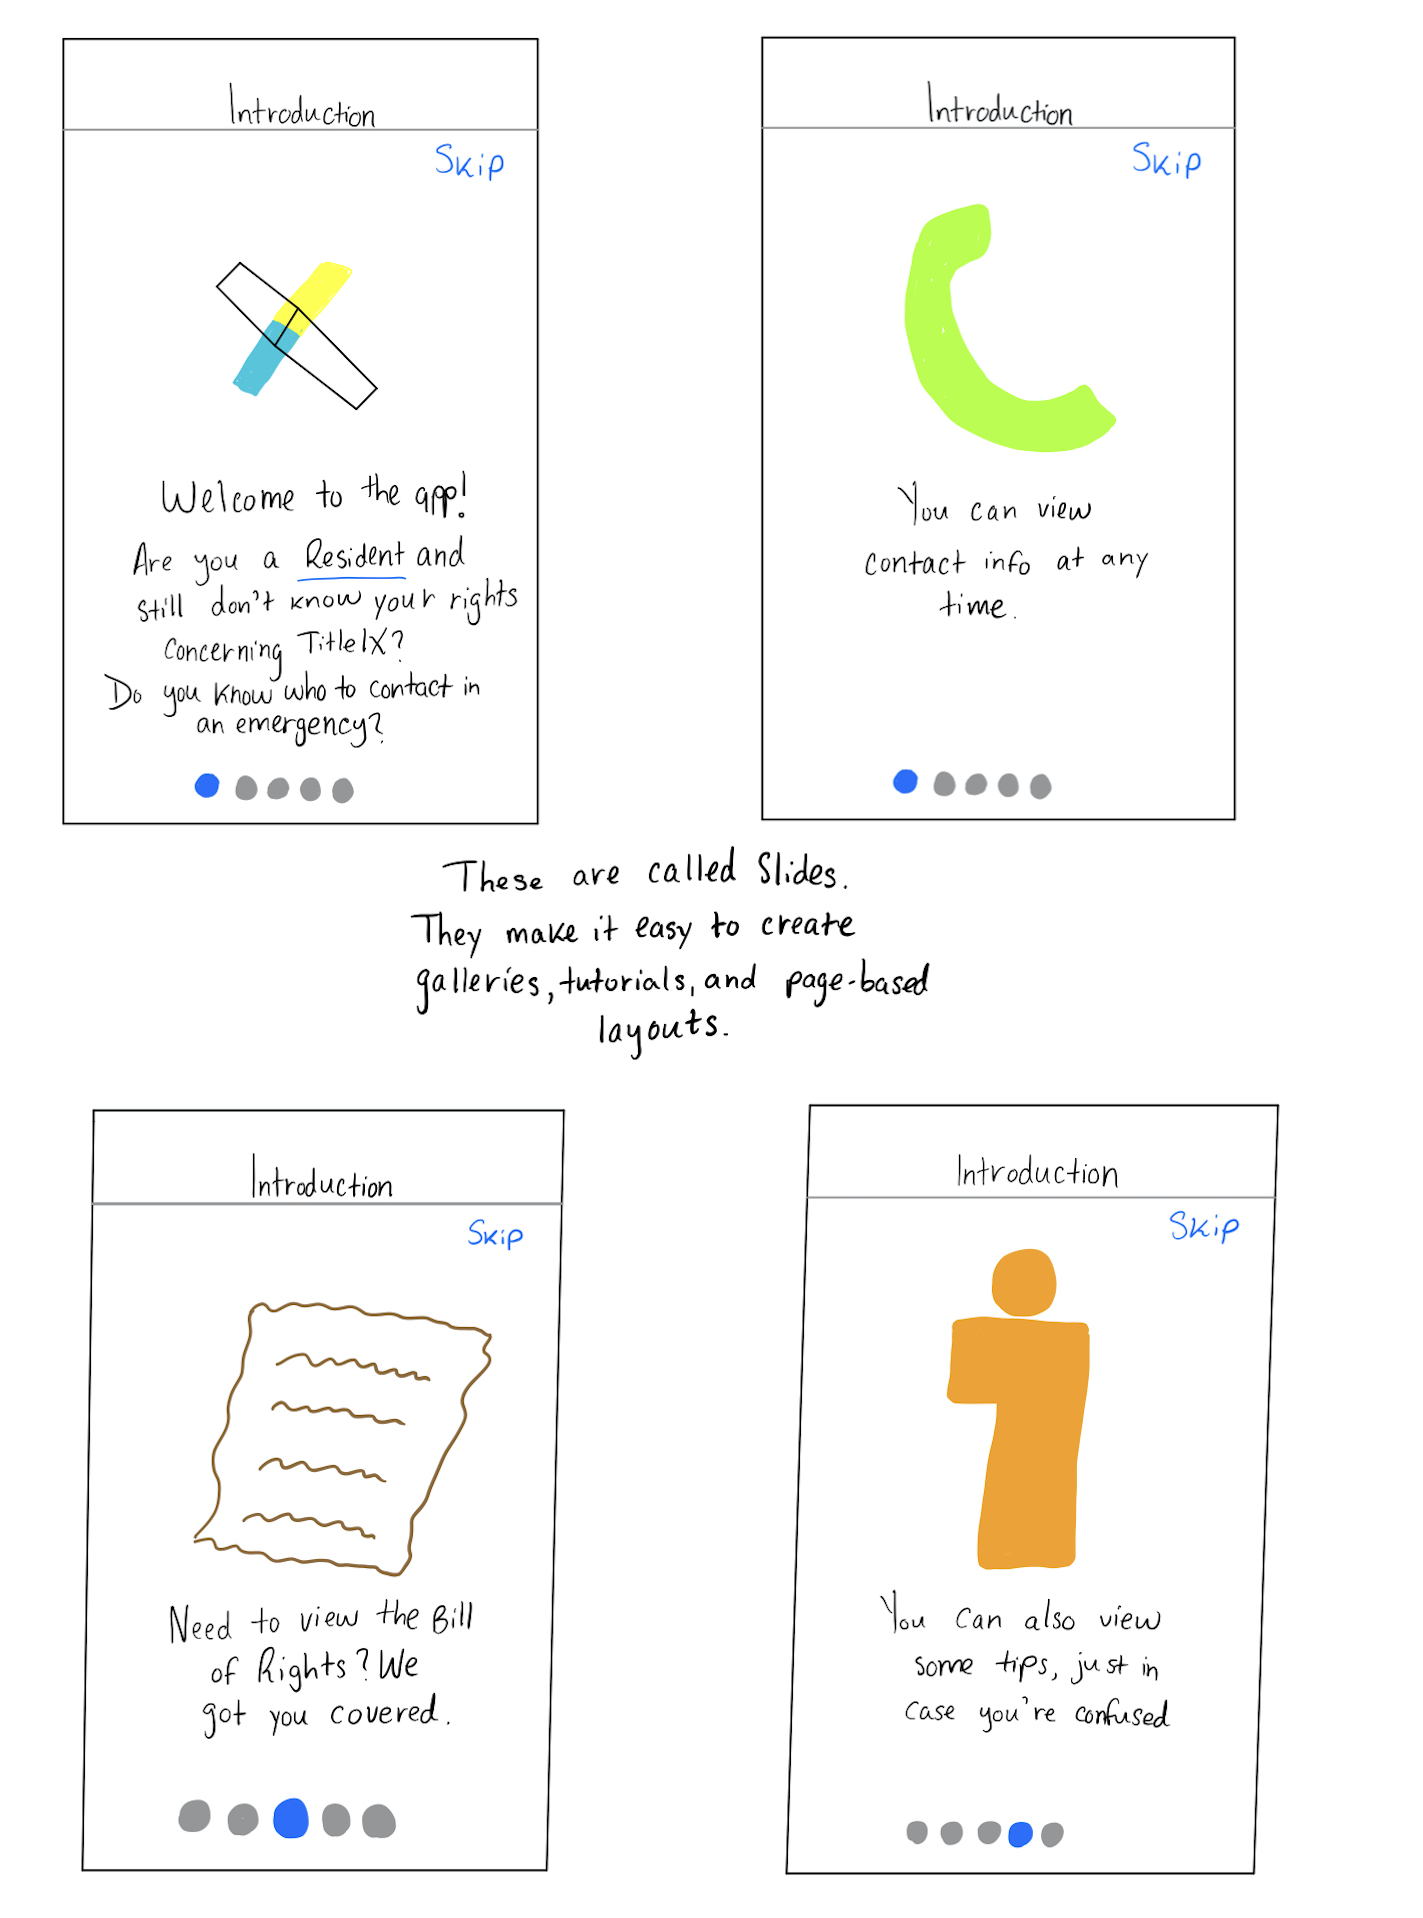 Introduction
Skip
Welcome to the app!
Are you a Resident and
still don't know your rights
concerning TitleIX?
Do you know who to contact in
an emergency?
Introduction
Skip
You can view
contact info at any
time.
These are called Slides.
They make it easy to create
galleries, tutorials, and page-based
layouts.
Introduction
Skip
Need to view the Bill
of Rights? We
got you covered.
Introduction
Skip
You can also view
some tips, just in
case you're confused